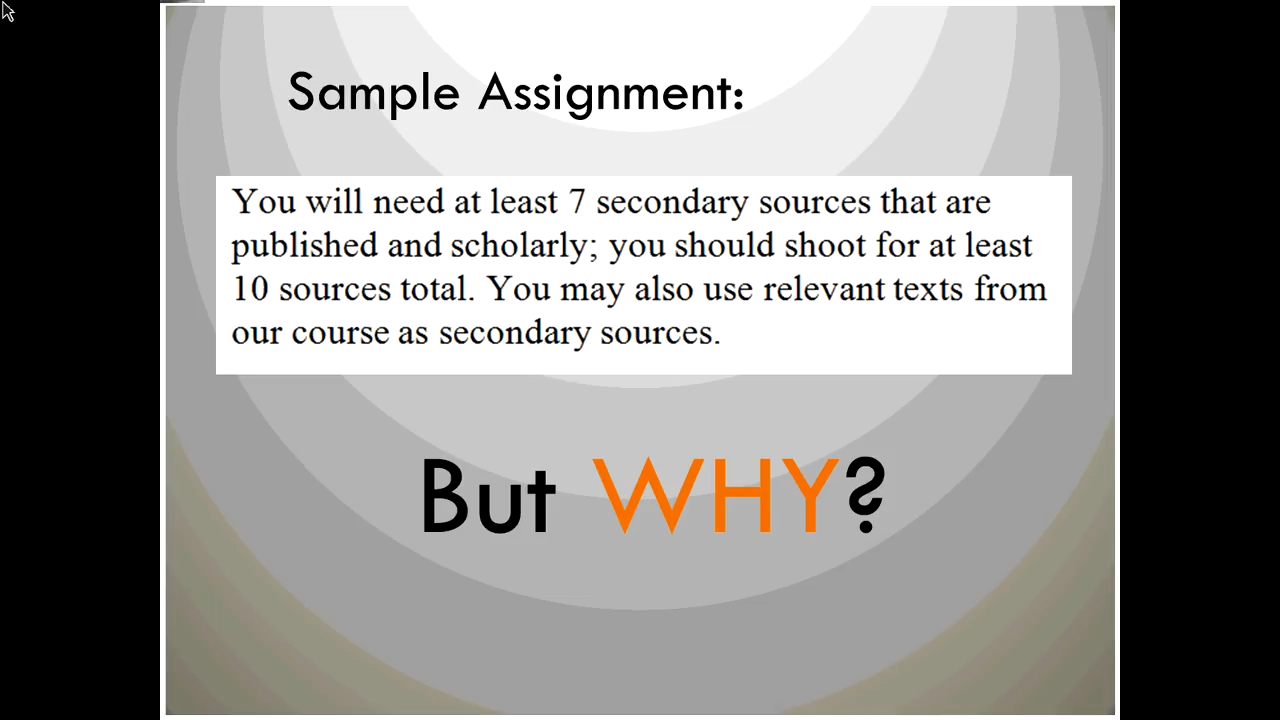 Sample Assignment:
You will need at least 7 secondary sources that are
published and scholarly; you should shoot for at least
10 sources total. You may also use relevant texts from
our course as secondary sources.
But WHY?